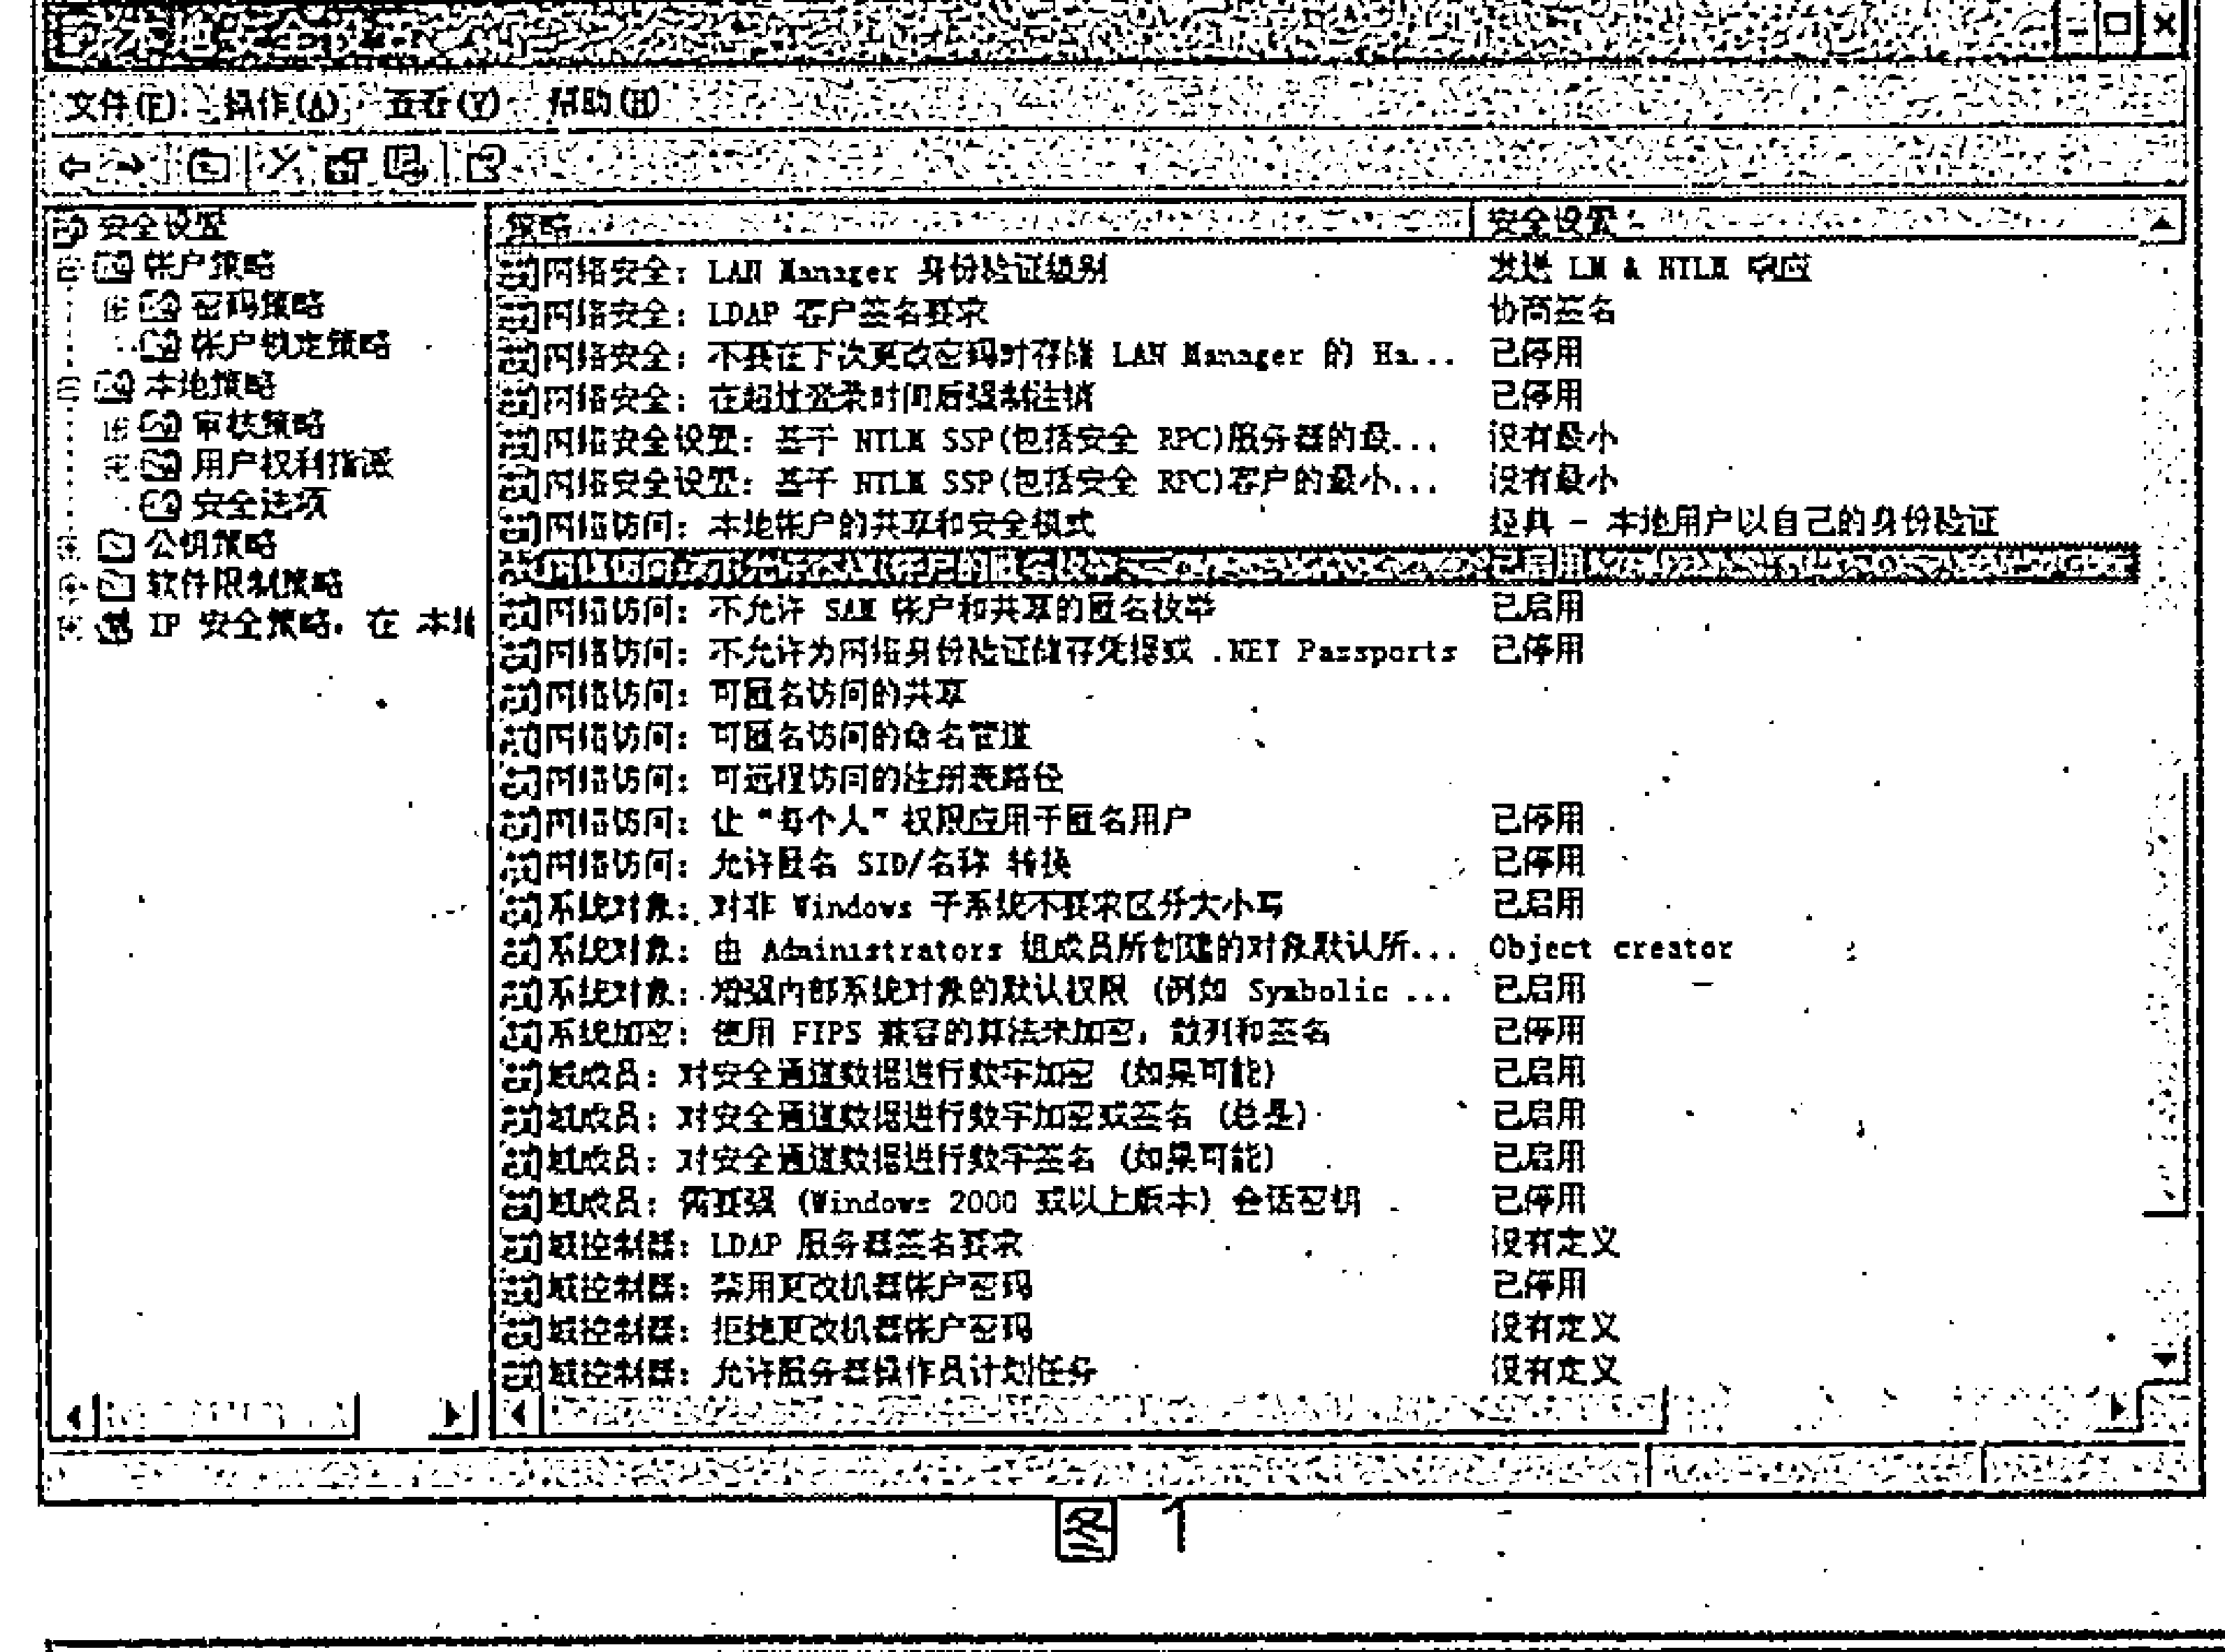 本地安全设置
文件(F) 操作(A) 查看(V) 帮助(H)
安全设置
帐户策略
密码策略
帐户锁定策略
本地策略
审核策略
用户权利指派
安全选项
公钥策略
软件限制策略
IP 安全策略，在 本地
策略 安全设置
网络安全: LAN Manager 身份验证级别 发送 LM & NTLM 响应
网络安全: LDAP 客户签名要求 协商签名
网络安全: 不要在下次更改密码时存储 LAN Manager 的 Ha... 已停用
网络安全: 在超过登录时间后强制注销 已停用
网络安全设置: 基于 NTLM SSP(包括安全 RPC)服务器的最... 没有最小
网络安全设置: 基于 NTLM SSP(包括安全 RPC)客户的最小... 没有最小
网络访问: 本地帐户的共享和安全模式 经典 - 本地用户以自己的身份验证
网络访问: 不允许 SAM 帐户的匿名枚举 已启用
网络访问: 不允许 SAM 帐户和共享的匿名枚举 已启用
网络访问: 不允许为网络身份验证储存凭据或 .NET Passports 已停用
网络访问: 可匿名访问的共享
网络访问: 可匿名访问的命名管道
网络访问: 可远程访问的注册表路径
网络访问: 让“每个人”权限应用于匿名用户 已停用
网络访问: 允许匿名 SID/名称 转换 已停用
系统对象: 对非 Windows 子系统不要求区分大小写 已启用
系统对象: 由 Administrators 组成员所创建的对象默认所... Object creator
系统对象: 增强内部系统对象的默认权限 (例如 Symbolic ... 已启用
系统加密: 使用 FIPS 兼容的算法来加密，散列和签名 已停用
域成员: 对安全通道数据进行数字加密 (如果可能) 已启用
域成员: 对安全通道数据进行数字加密或签名 (总是) 已启用
域成员: 对安全通道数据进行数字签名 (如果可能) 已启用
域成员: 需要强 (Windows 2000 或以上版本) 会话密钥 已停用
域控制器: LDAP 服务器签名要求 没有定义
域控制器: 禁用更改机器帐户密码 已停用
域控制器: 拒绝更改机器帐户密码 没有定义
域控制器: 允许服务器操作员计划任务 没有定义
图 1